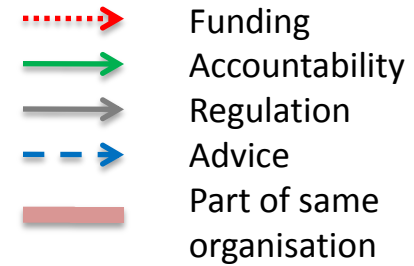 Funding
Accountability
Regulation
Advice
Part of same
organisation